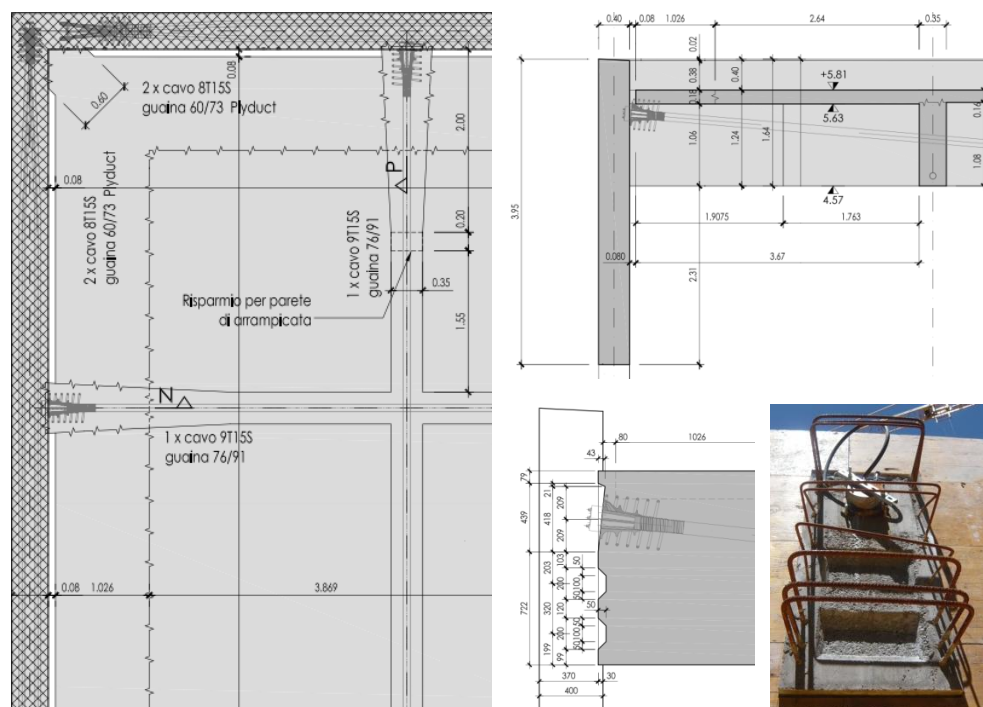 0.08
2 x cavo 8T15S
guaina 60/73 Plyduct
0.60
2.00
0.08
P
2 x cavo 8T15S
guaina 60/73 Plyduct
0.20
1 x cavo 9T15S
guaina 76/91
0.35
Risparmio per parete
di arrampicata
1.55
N
1 x cavo 9T15S
guaina 76/91
0.08 1.026
3.869
0.40 0.08 1.026 2.64 0.35
0.02
0.38 0.40
+5.81
5.63
0.18
0.16
1.06 1.24 1.64
1.08
4.57
3.95
1.9075 1.763
0.080 3.67
2.31
80 1026
43
79
21
439 418 209
209
203 103 50
200 100
50
722 320 120 50
50
200 100
50
199 99
370 30
400